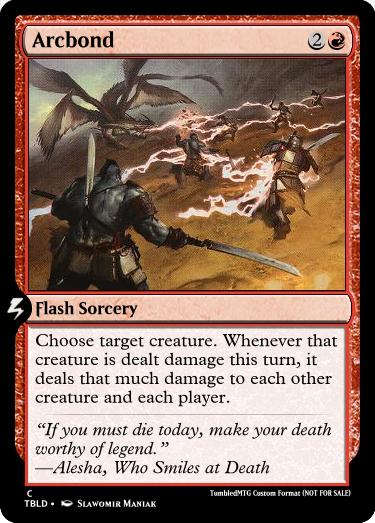 Arcbond
2
Flash Sorcery
Choose target creature. Whenever that
creature is dealt damage this turn, it
deals that much damage to each other
creature and each player.
“If you must die today, make your death
worthy of legend.”
—Alesha, Who Smiles at Death
C
TBLD • Slawomir Maniak
TumbledMTG Custom Format (NOT FOR SALE)